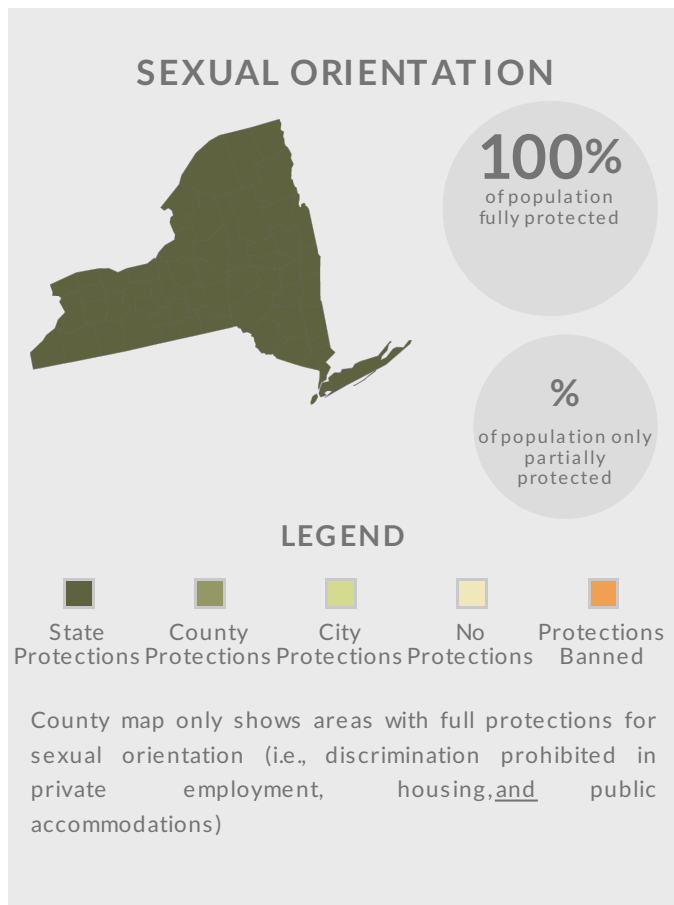 SEXUAL ORIENTATION
100%
of population
fully protected
%
of population only
partially
protected
LEGEND
State
Protections
County
Protections
City
Protections
No
Protections
Protections
Banned
County map only shows areas with full protections for
sexual orientation (i.e., discrimination prohibited in
private employment, housing, and public
accommodations)